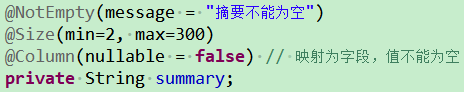 @NotEmpty(message = "摘要不能为空")
@Size(min=2, max=300)
@Column(nullable = false) // 映射为字段，值不能为空
private String summary;